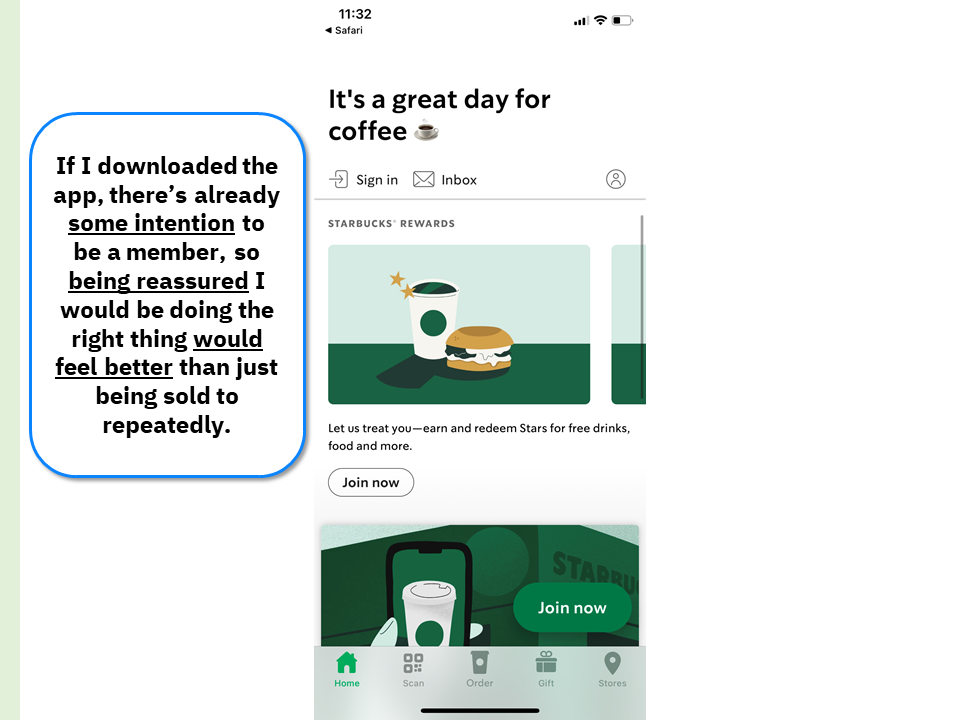 11:32
◀ Safari
It's a great day for
coffee ☕
Sign in
Inbox
STARBUCKS® REWARDS
If I downloaded the
app, there’s already
some intention to
be a member, so
being reassured I
would be doing the
right thing would
feel better than just
being sold to
repeatedly.
Let us treat you—earn and redeem Stars for free drinks,
food and more.
Join now
STARBU
Join now
Home
Scan
Order
Gift
Stores